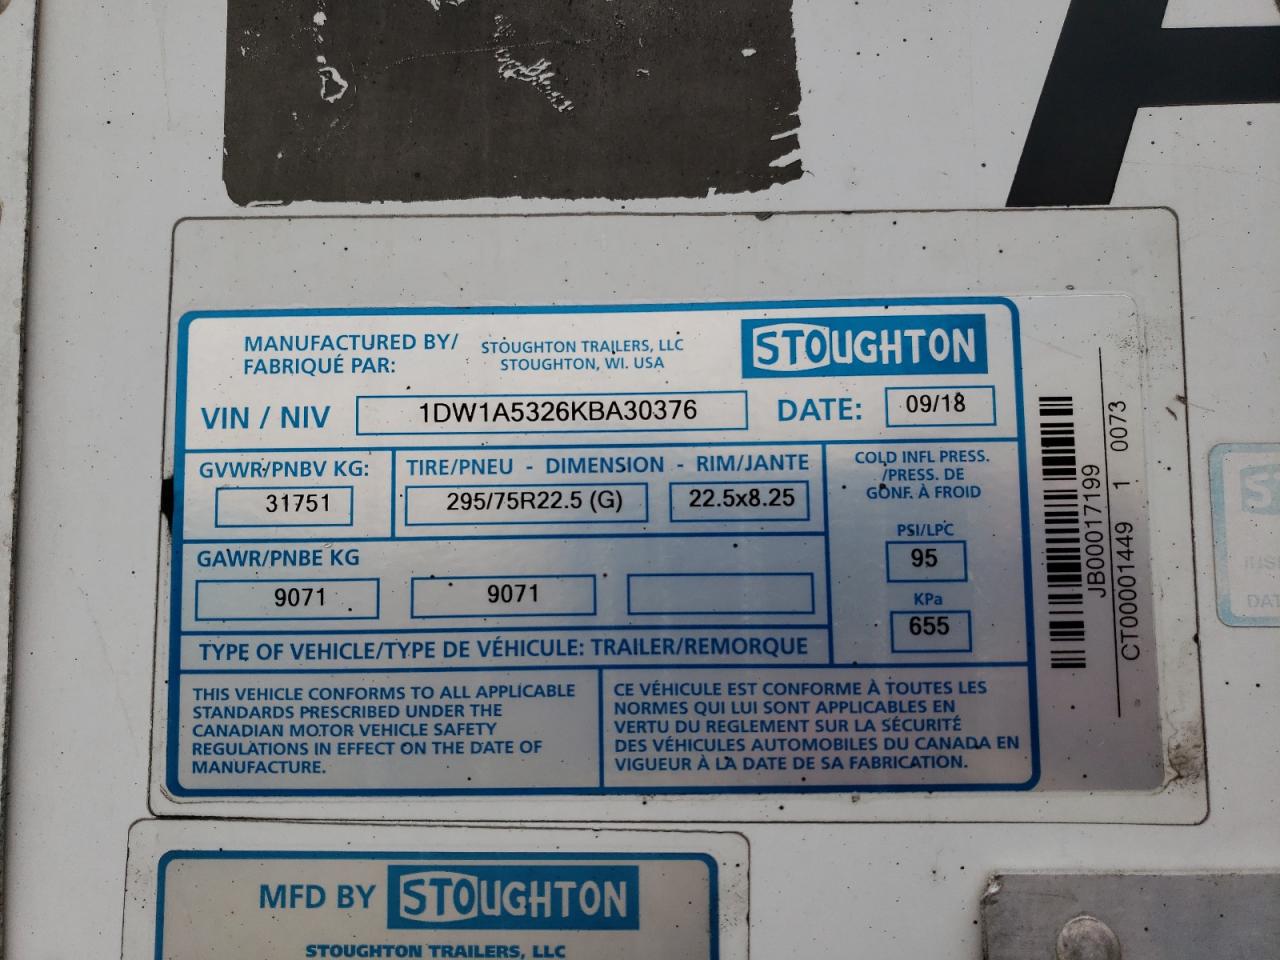 A
MANUFACTURED BY/
FABRIQUÉ PAR:
STOUGHTON TRAILERS, LLC
STOUGHTON, WI. USA
STOUGHTON
VIN / NIV 1DW1A5326KBA30376 DATE: 09/18
GVWR/PNBV KG:
31751
TIRE/PNEU - DIMENSION - RIM/JANTE
295/75R22.5 (G) 22.5x8.25
COLD INFL PRESS.
/PRESS. DE
GONF. À FROID
PSI/LPC
95
KPa
655
GAWR/PNBE KG
9071 9071
TYPE OF VEHICLE/TYPE DE VÉHICULE: TRAILER/REMORQUE
THIS VEHICLE CONFORMS TO ALL APPLICABLE
STANDARDS PRESCRIBED UNDER THE
CANADIAN MOTOR VEHICLE SAFETY
REGULATIONS IN EFFECT ON THE DATE OF
MANUFACTURE.
CE VÉHICULE EST CONFORME À TOUTES LES
NORMES QUI LUI SONT APPLICABLES EN
VERTU DU REGLEMENT SUR LA SÉCURITÉ
DES VÉHICULES AUTOMOBILES DU CANADA EN
VIGUEUR À LA DATE DE SA FABRICATION.
JB000017199
CT00001449 1 0073
MFD BY STOUGHTON
STOUGHTON TRAILERS, LLC